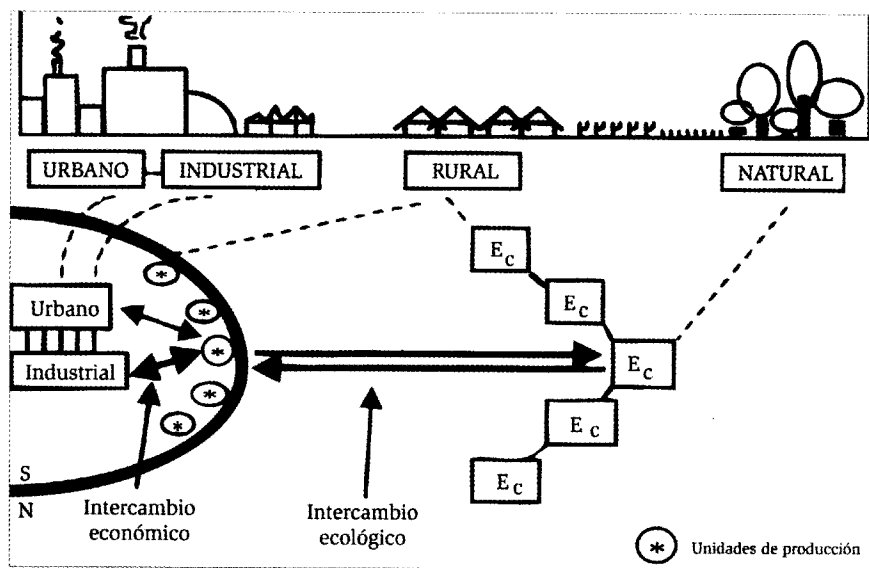 URBANO
INDUSTRIAL
RURAL
NATURAL
*
E c
*
Urbano
E c
*
Industrial
E c
*
E c
*
S
E c
N
Intercambio
económico
Intercambio
ecológico
* Unidades de producción